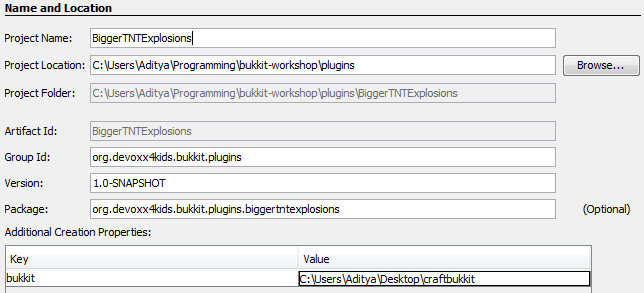 Name and Location
Project Name: BiggerTNTExplosions
Project Location: C:\Users\Aditya\Programming\bukkit-workshop\plugins Browse...
Project Folder: C:\Users\Aditya\Programming\bukkit-workshop\plugins\BiggerTNTExplosions
Artifact Id: BiggerTNTExplosions
Group Id: org.devoxx4kids.bukkit.plugins
Version: 1.0-SNAPSHOT
Package: org.devoxx4kids.bukkit.plugins.biggertntexplosions (Optional)
Additional Creation Properties:
Key Value
bukkit C:\Users\Aditya\Desktop\craftbukkit